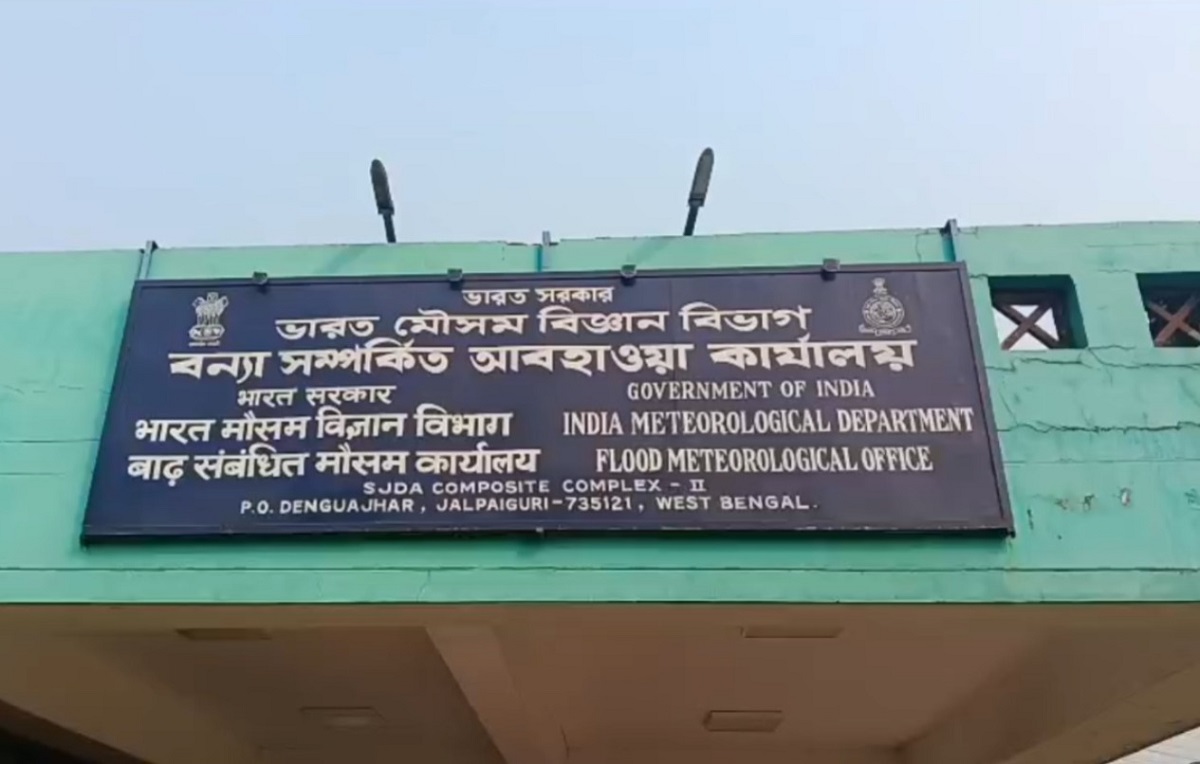 ভারত সরকার
ভারত মৌসম বিজ্ঞান বিভাগ
বন্যা সম্পর্কিত আবহাওয়া কার্যালয়
भारत सरकार
GOVERNMENT OF INDIA
भारत मौसम विज्ञान विभाग
INDIA METEOROLOGICAL DEPARTMENT
बाढ़ संबंधित मौसम कार्यालय
FLOOD METEOROLOGICAL OFFICE
SJDA COMPOSITE COMPLEX - II
P.O. DENGUAJHAR, JALPAIGURI-735121, WEST BENGAL.